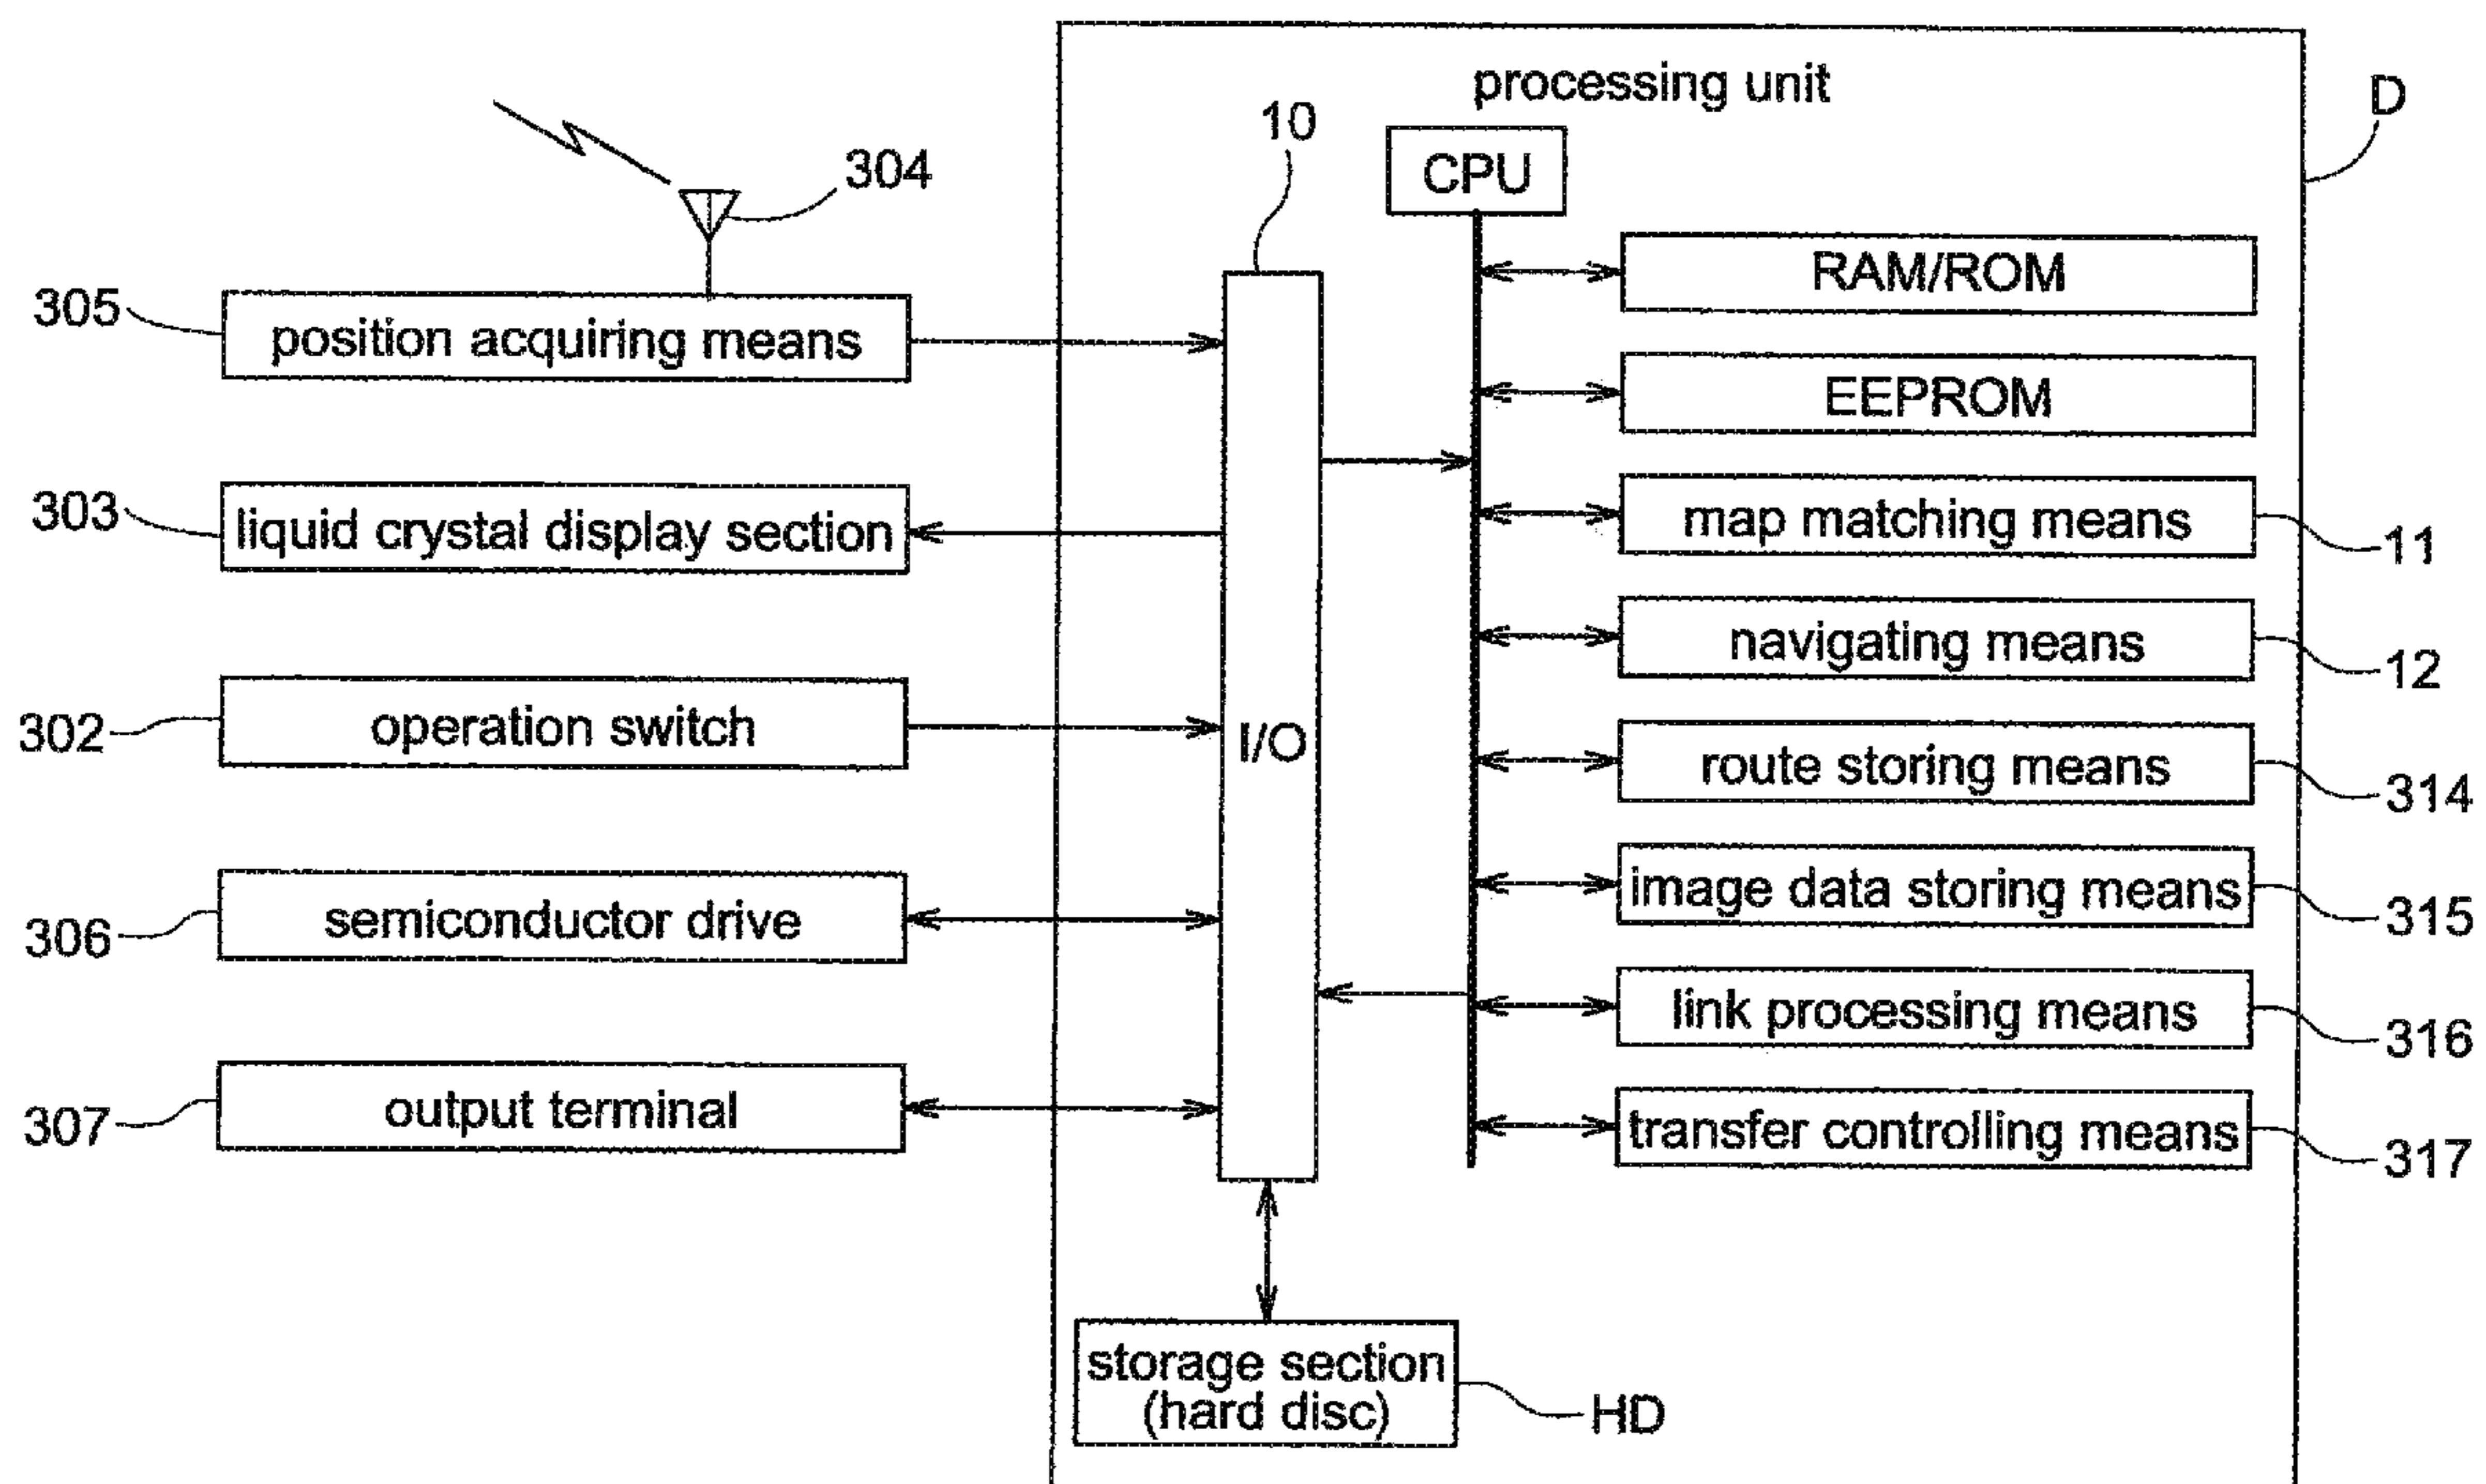 processing unit
D
10
CPU
304
RAM/ROM
305
position acquiring means
EEPROM
303
liquid crystal display section
map matching means
11
navigating means
12
302
operation switch
I/O
route storing means
314
image data storing means
315
306
semiconductor drive
link processing means
316
307
output terminal
transfer controlling means
317
storage section
(hard disc)
HD